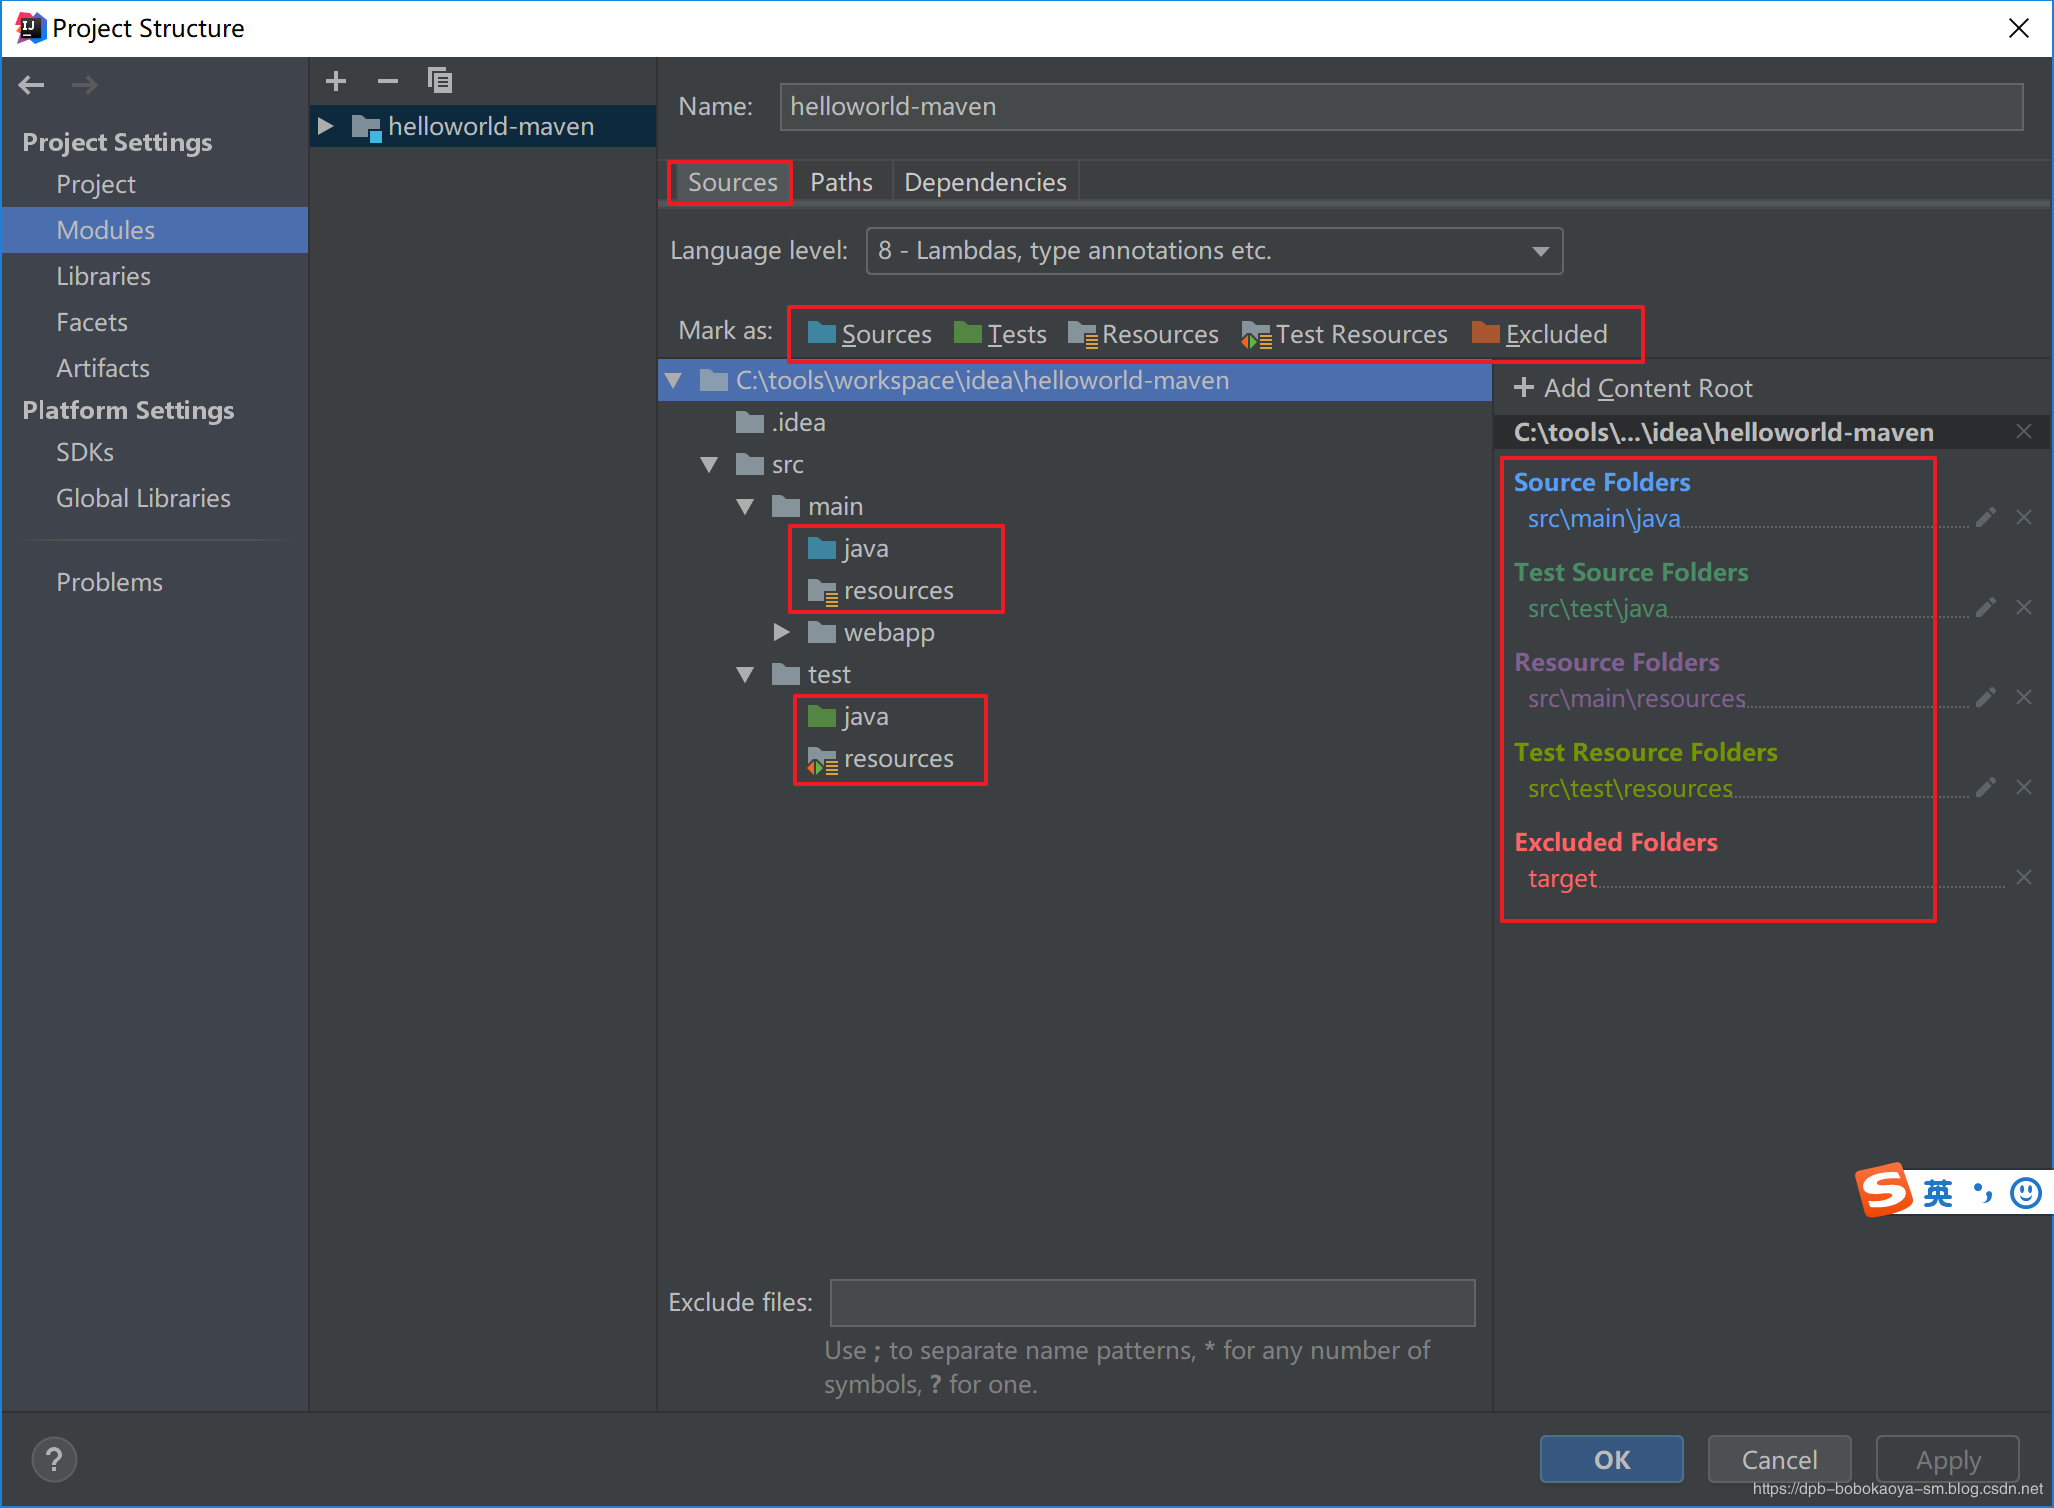 Project Structure
Project Settings
Project
Modules
Libraries
Facets
Artifacts
Platform Settings
SDKs
Global Libraries
Problems
helloworld-maven
Name: helloworld-maven
Sources Paths Dependencies
Language level: 8 - Lambdas, type annotations etc.
Mark as: Sources Tests Resources Test Resources Excluded
C:\tools\workspace\idea\helloworld-maven
.idea
src
main
java
resources
webapp
test
java
resources
Add Content Root
C:\tools\...\idea\helloworld-maven
Source Folders
src\main\java
Test Source Folders
src\test\java
Resource Folders
src\main\resources
Test Resource Folders
src\test\resources
Excluded Folders
target
S 英
Exclude files:
Use ; to separate name patterns, * for any number of
symbols, ? for one.
?
OK Cancel Apply
https://dpb-bobokaoya-sm.blog.csdn.net